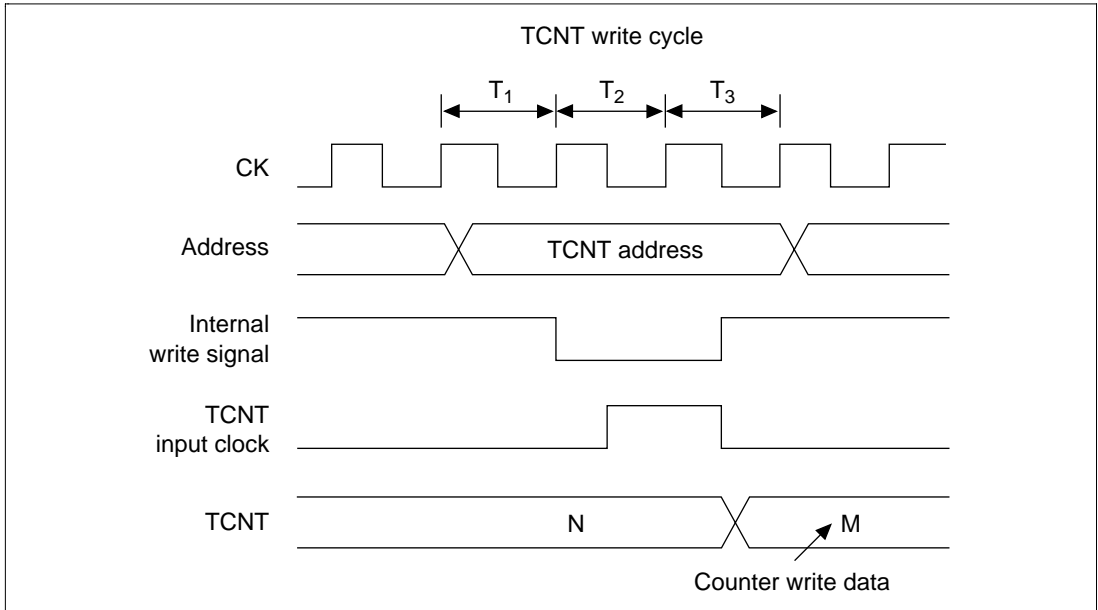 TCNT write cycle
T1 T2 T3
CK
Address
TCNT address
Internal
write signal
TCNT
input clock
TCNT
N
M
Counter write data